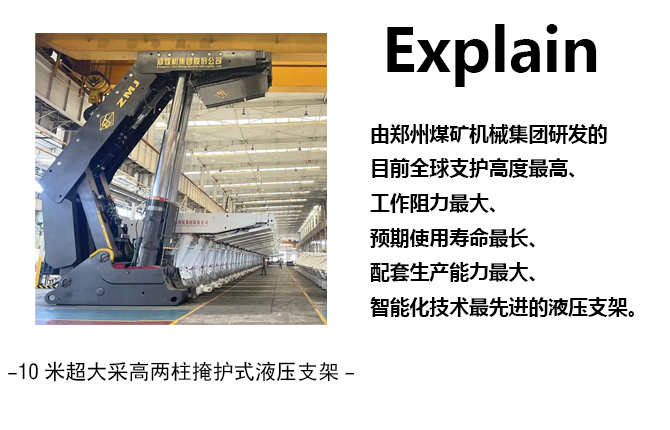 Explain
由郑州煤矿机械集团研发的
目前全球支护高度最高、
工作阻力最大、
预期使用寿命最长、
配套生产能力最大、
智能化技术最先进的液压支架。
郑煤机集团股份公司
ZMJ
-10 米超大采高两柱掩护式液压支架-